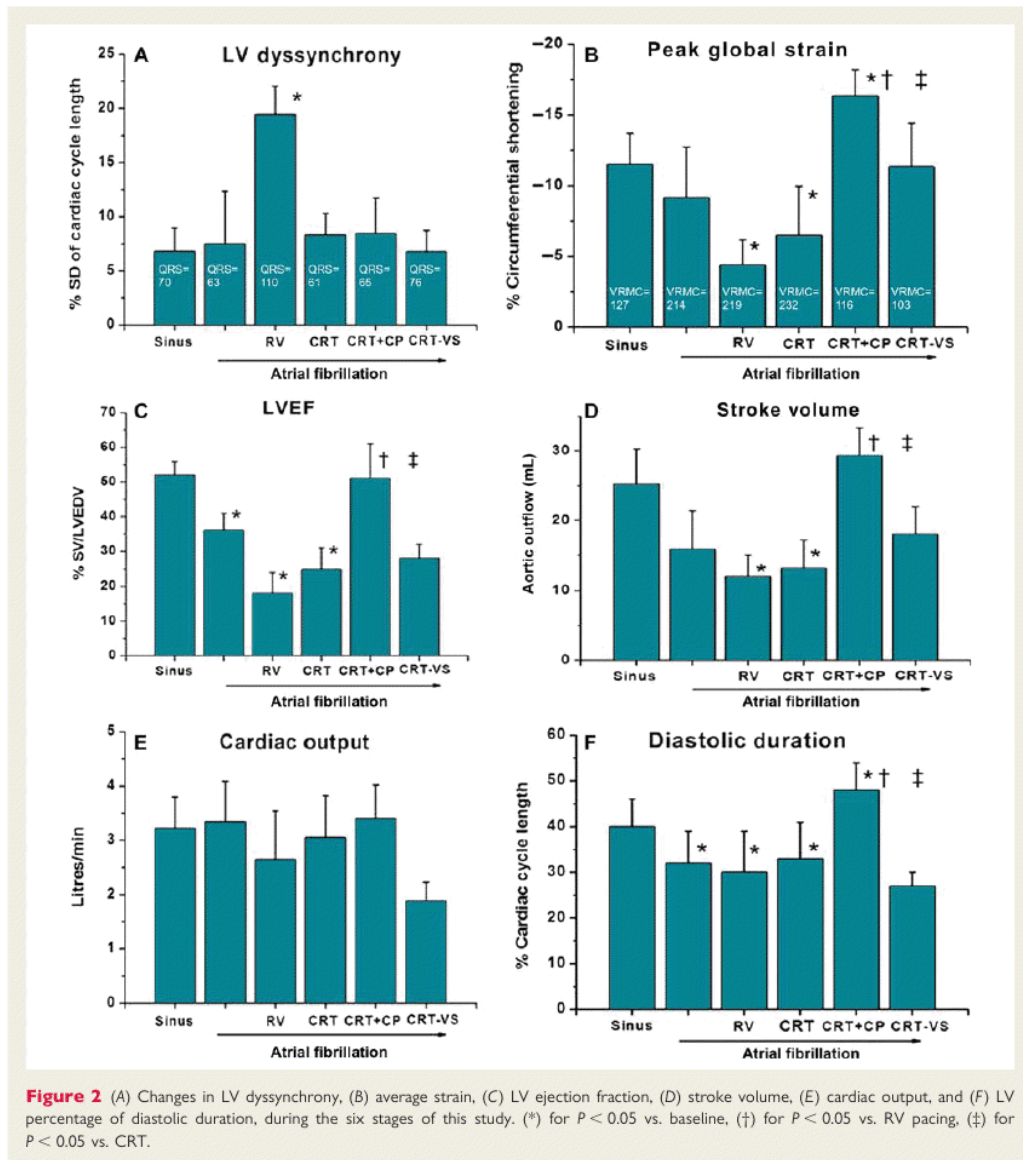 A LV dyssynchrony
% SD of cardiac cycle length
25
20
15
10
5
0
QRS= 70
QRS= 63
QRS= 110
QRS= 61
QRS= 65
QRS= 76
Sinus RV CRT CRT+CP CRT-VS
Atrial fibrillation
B Peak global strain
% Circumferential shortening
–20
–15
–10
–5
0
* * * † ‡
VRMC= 127
VRMC= 214
VRMC= 219
VRMC= 232
VRMC= 116
VRMC= 103
Sinus RV CRT CRT+CP CRT-VS
Atrial fibrillation
C LVEF
% SV/LVEDV
70
60
50
40
30
20
10
0
* * * † ‡
Sinus RV CRT CRT+CP CRT-VS
Atrial fibrillation
D Stroke volume
Aortic outflow (mL)
30
20
10
0
* * † ‡
Sinus RV CRT CRT+CP CRT-VS
Atrial fibrillation
E Cardiac output
Litres/min
5
4
3
2
1
0
Sinus RV CRT CRT+CP CRT-VS
Atrial fibrillation
F Diastolic duration
% Cardiac cycle length
60
50
40
30
20
10
0
* * * * † ‡
Sinus RV CRT CRT+CP CRT-VS
Atrial fibrillation
Figure 2 (A) Changes in LV dyssynchrony, (B) average strain, (C) LV ejection fraction, (D) stroke volume, (E) cardiac output, and (F) LV
percentage of diastolic duration, during the six stages of this study. (*) for P < 0.05 vs. baseline, (†) for P < 0.05 vs. RV pacing, (‡) for
P < 0.05 vs. CRT.